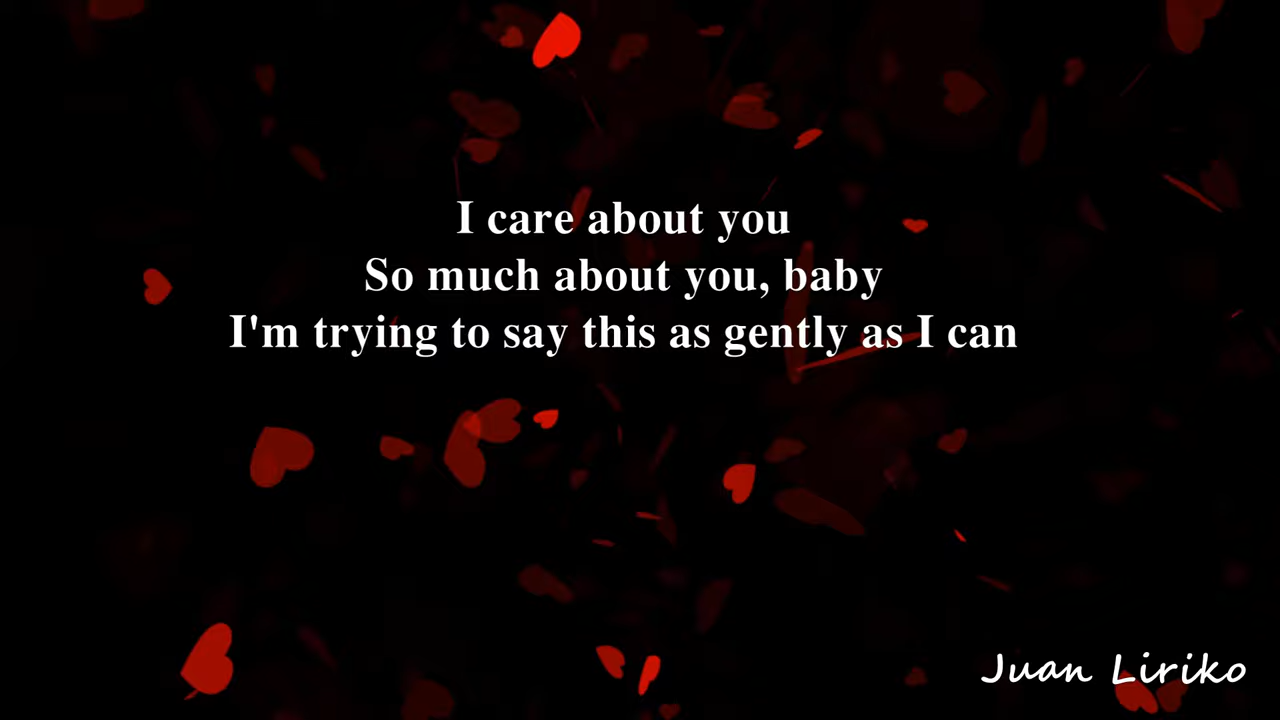 I care about you
So much about you, baby
I'm trying to say this as gently as I can
Juan Liriko